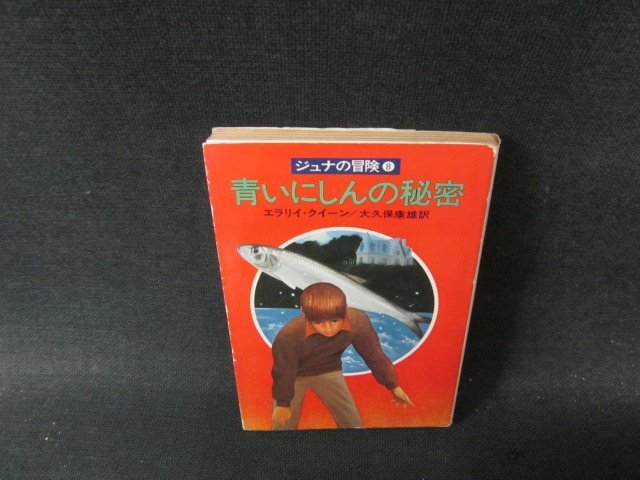 ジュナの冒険8
青いにしんの秘密
エラリイ・クイーン/大久保康雄訳